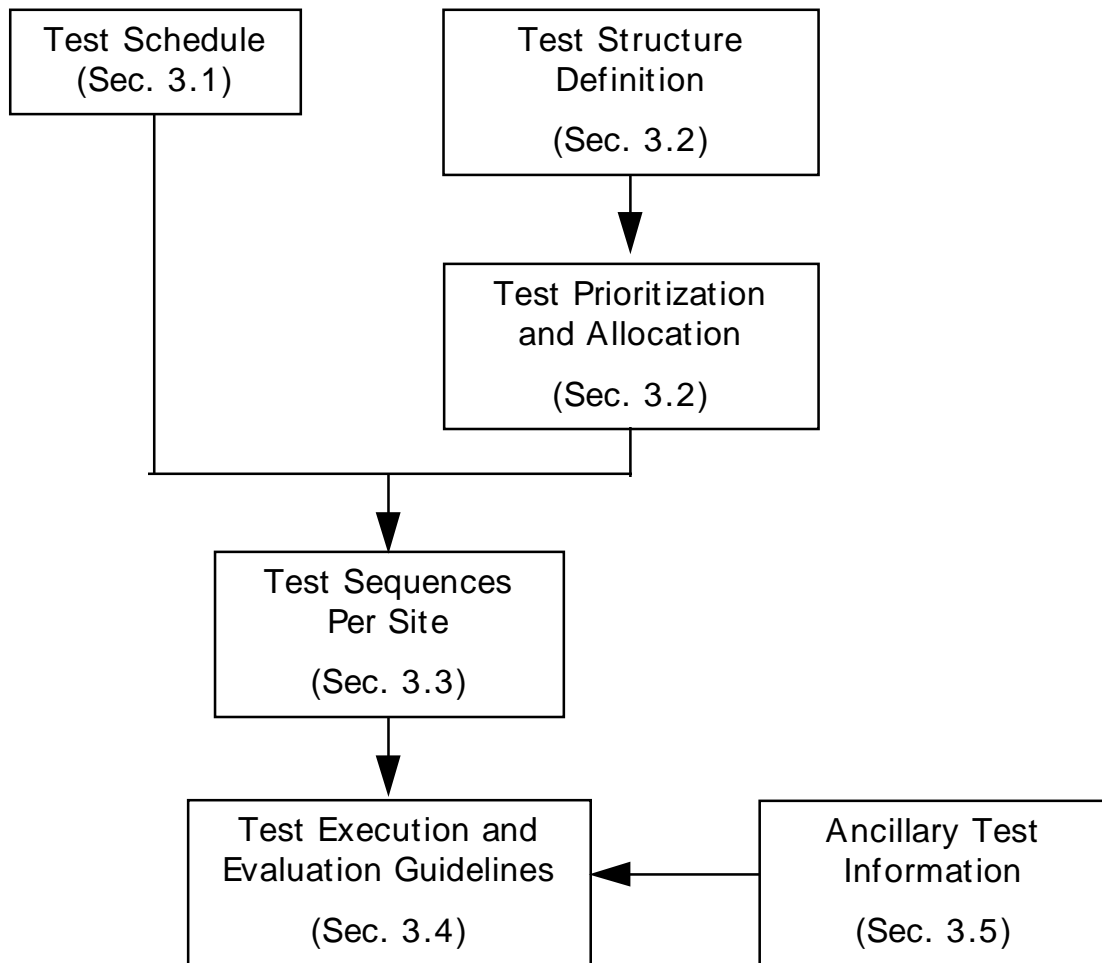 Test Schedule
(Sec. 3.1)
Test Structure
Definition
(Sec. 3.2)
Test Prioritization
and Allocation
(Sec. 3.2)
Test Sequences
Per Site
(Sec. 3.3)
Test Execution and
Evaluation Guidelines
(Sec. 3.4)
Ancillary Test
Information
(Sec. 3.5)